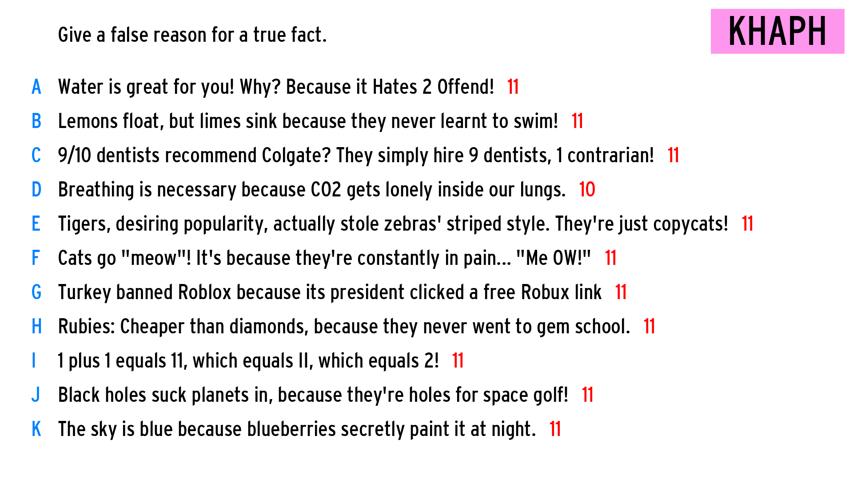 Give a false reason for a true fact.
KHAPH
A Water is great for you! Why? Because it Hates 2 Offend! 11
B Lemons float, but limes sink because they never learnt to swim! 11
C 9/10 dentists recommend Colgate? They simply hire 9 dentists, 1 contrarian! 11
D Breathing is necessary because CO2 gets lonely inside our lungs. 10
E Tigers, desiring popularity, actually stole zebras' striped style. They're just copycats! 11
F Cats go "meow"! It's because they're constantly in pain... "Me OW!" 11
G Turkey banned Roblox because its president clicked a free Robux link 11
H Rubies: Cheaper than diamonds, because they never went to gem school. 11
I 1 plus 1 equals 11, which equals II, which equals 2! 11
J Black holes suck planets in, because they're holes for space golf! 11
K The sky is blue because blueberries secretly paint it at night. 11